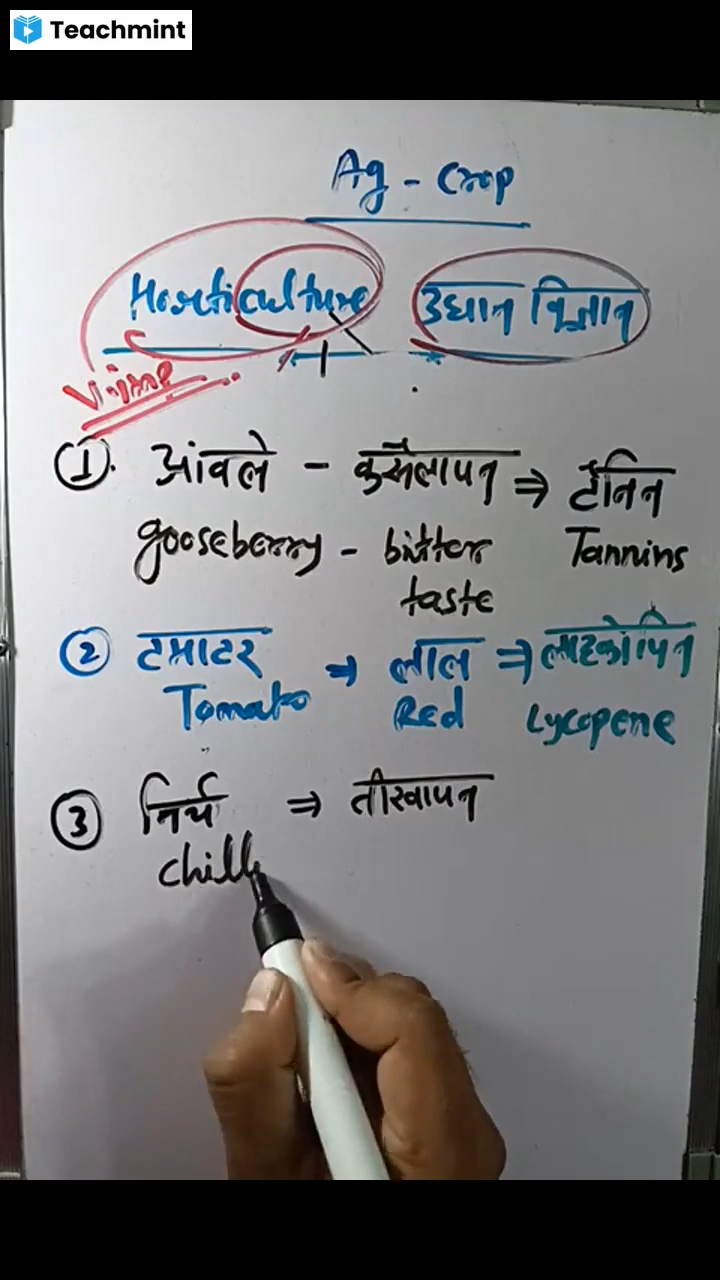 Teachmint
Ag - Crop
Horticulture उधान विज्ञान
① आंवले - कसैलापन ⇒ टैनिन
gooseberry - bitter Tannins
taste
② टमाटर ⇒ लाल ⇒ लाइकोपिन
Tomato Red Lycopene
③ मिर्च ⇒ तीखापन
chill